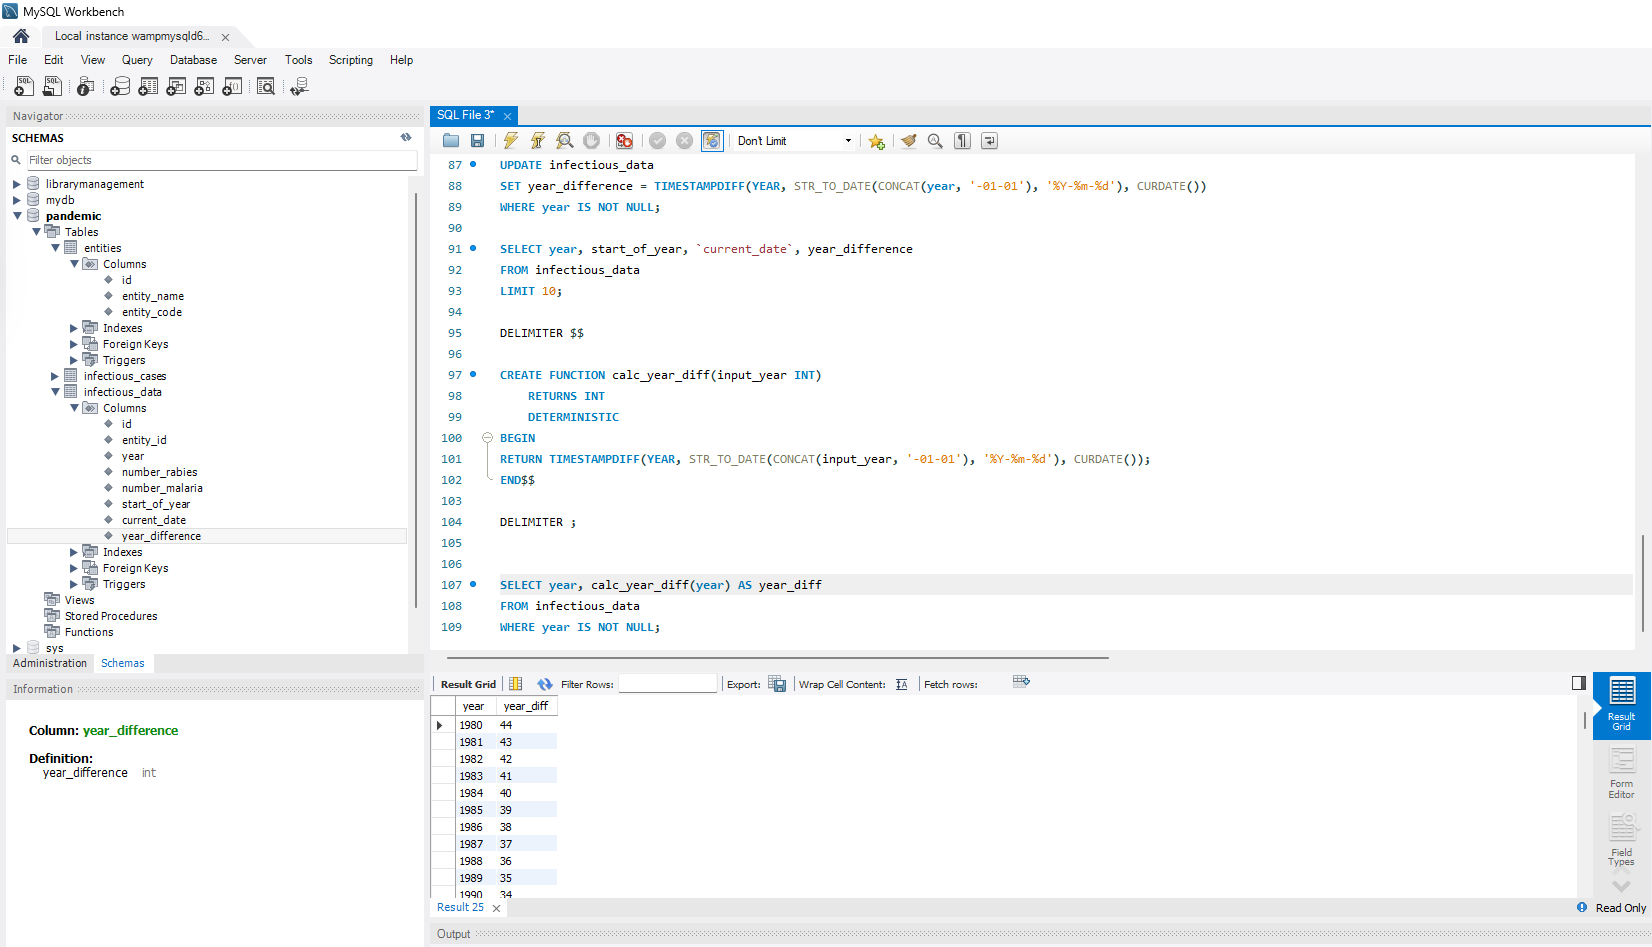 MySQL Workbench
Local instance wampmysqld6...
File Edit View Query Database Server Tools Scripting Help
Navigator
SCHEMAS
Filter objects
librarymanagement
mydb
pandemic
Tables
entities
Columns
id
entity_name
entity_code
Indexes
Foreign Keys
Triggers
infectious_cases
infectious_data
Columns
id
entity_id
year
number_rabies
number_malaria
start_of_year
current_date
year_difference
Indexes
Foreign Keys
Triggers
Views
Stored Procedures
Functions
sys
Administration Schemas
Information
Column: year_difference
Definition:
year_difference int
SQL File 3*
Don't Limit
87 UPDATE infectious_data
88 SET year_difference = TIMESTAMPDIFF(YEAR, STR_TO_DATE(CONCAT(year, '-01-01'), '%Y-%m-%d'), CURDATE())
89 WHERE year IS NOT NULL;
90
91 SELECT year, start_of_year, `current_date`, year_difference
92 FROM infectious_data
93 LIMIT 10;
94
95 DELIMITER $$
96
97 CREATE FUNCTION calc_year_diff(input_year INT)
98 RETURNS INT
99 DETERMINISTIC
100 BEGIN
101 RETURN TIMESTAMPDIFF(YEAR, STR_TO_DATE(CONCAT(input_year, '-01-01'), '%Y-%m-%d'), CURDATE());
102 END$$
103
104 DELIMITER ;
105
106
107 SELECT year, calc_year_diff(year) AS year_diff
108 FROM infectious_data
109 WHERE year IS NOT NULL;
Result Grid Filter Rows: Export: Wrap Cell Content: Fetch rows:
year year_diff
1980 44
1981 43
1982 42
1983 41
1984 40
1985 39
1986 38
1987 37
1988 36
1989 35
1990 34
Result Grid
Form Editor
Field Types
Result 25
Read Only
Output